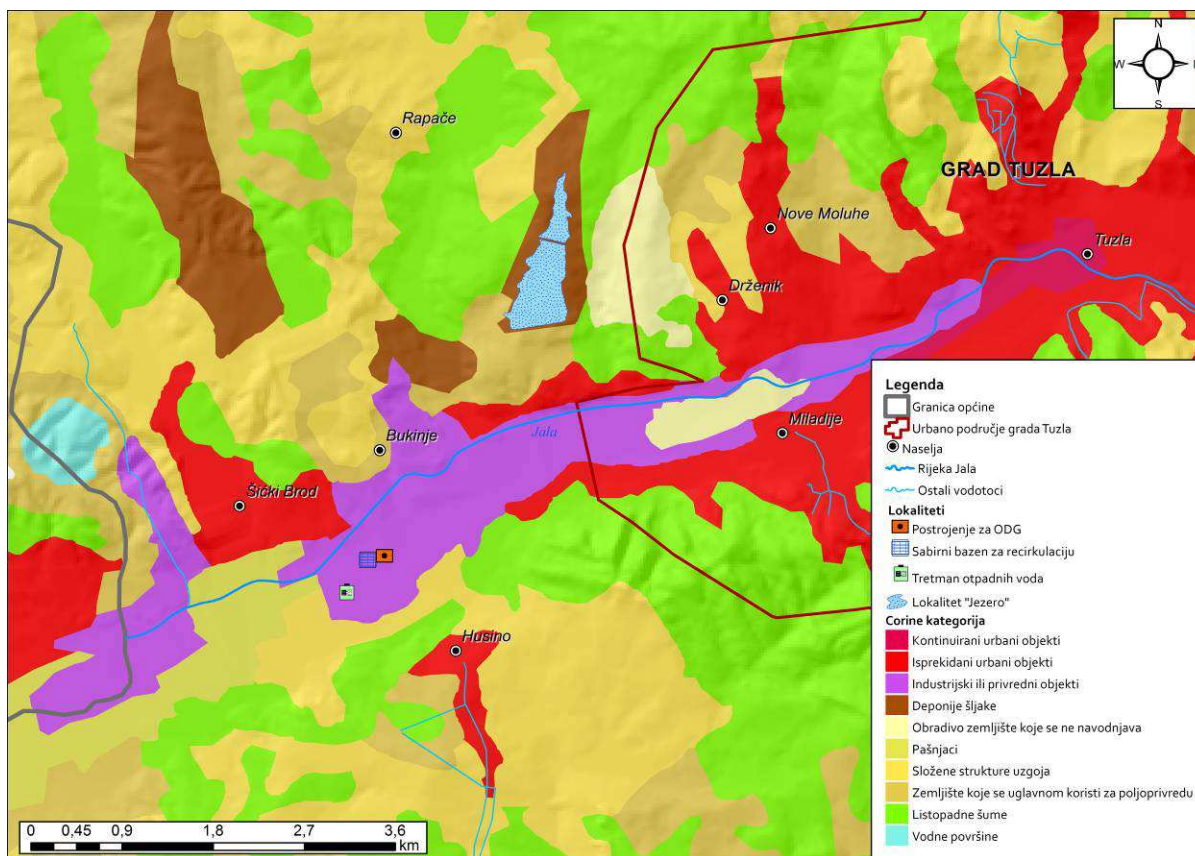 N
W
S
Rapače
GRAD TUZLA
Nove Moluhe
Tuzla
Drženik
Jala
Miladije
Bukinje
Šićki Brod
Husino
Legenda
Granica općine
Urbano područje grada Tuzla
Naselja
Rijeka Jala
Ostali vodotoci
Lokaliteti
Postrojenje za ODG
Sabirni bazen za recirkulaciju
Tretman otpadnih voda
Lokalitet "Jezero"
Corine kategorija
Kontinuirani urbani objekti
Isprekidani urbani objekti
Industrijski ili privredni objekti
Deponije šljake
Obradivo zemljište koje se ne navodnjava
Pašnjaci
Složene strukture uzgoja
Zemljište koje se uglavnom koristi za poljoprivredu
Listopadne šume
Vodne površine
0 0,45 0,9 1,8 2,7 3,6
km